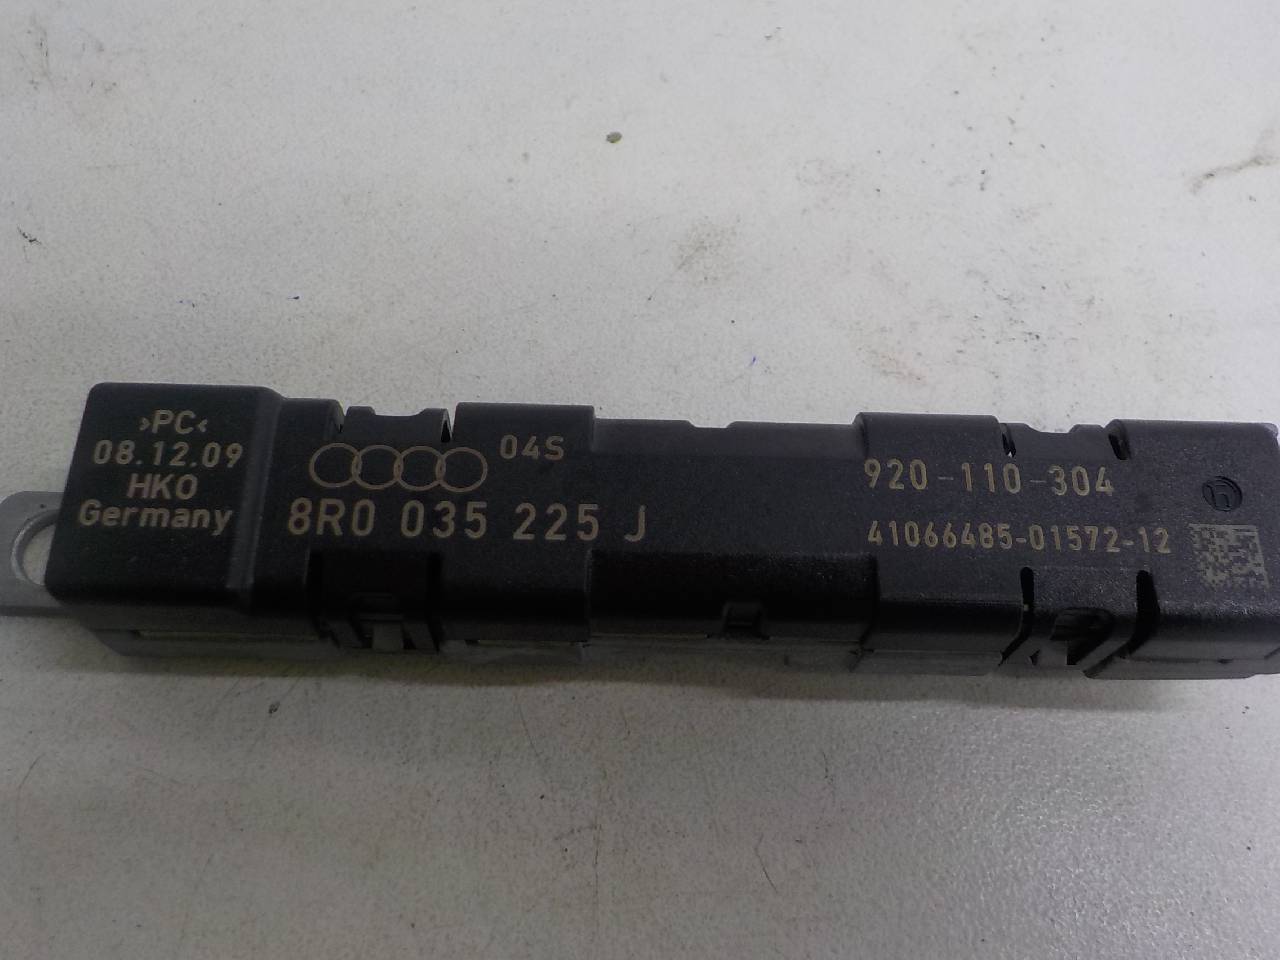 >PC<
08.12.09
HKO
Germany
04S
8R0 035 225 J
920-110-304
41066485-01572-12